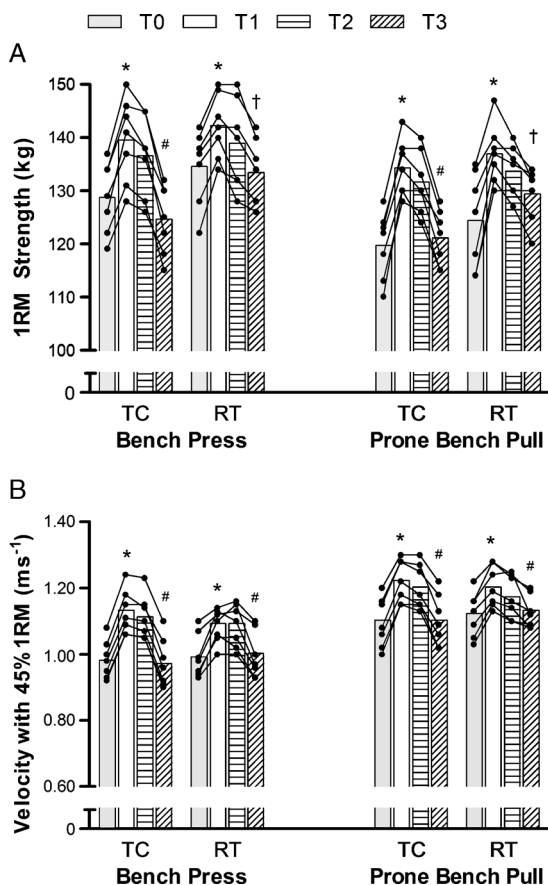 T0 T1 T2 T3
A
1RM Strength (kg)
150
140
130
120
110
100
0
* # * † * # * †
TC RT TC RT
Bench Press Prone Bench Pull
B
Velocity with 45% 1RM (ms-1)
1.40
1.20
1.00
0.80
0.60
0
* # * # * # * #
TC RT TC RT
Bench Press Prone Bench Pull